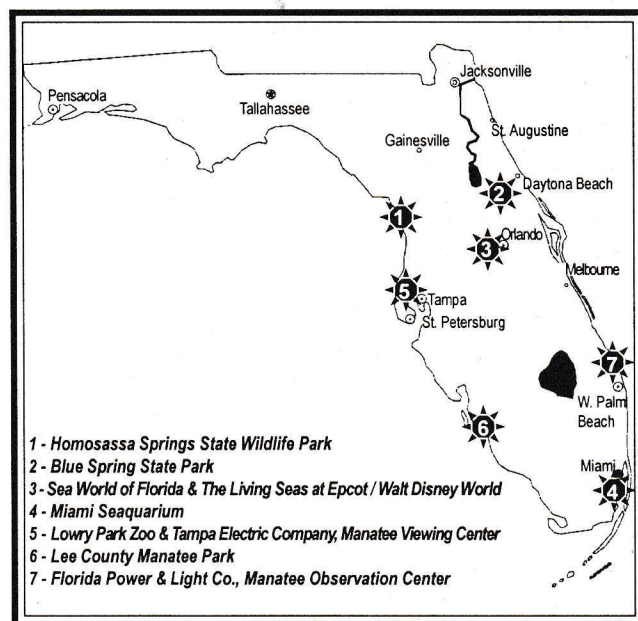 Jacksonville
Pensacola
Tallahassee
St. Augustine
Gainesville
Daytona Beach
2
1
Orlando
3
Melbourne
5
Tampa
St. Petersburg
7
W. Palm
Beach
6
Miami
4
1 - Homosassa Springs State Wildlife Park
2 - Blue Spring State Park
3 - Sea World of Florida & The Living Seas at Epcot / Walt Disney World
4 - Miami Seaquarium
5 - Lowry Park Zoo & Tampa Electric Company, Manatee Viewing Center
6 - Lee County Manatee Park
7 - Florida Power & Light Co., Manatee Observation Center